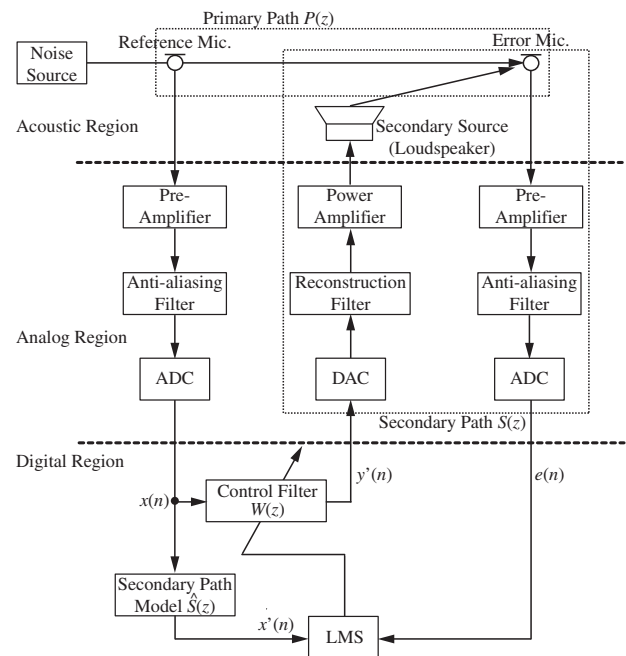 Primary Path P(z)
Reference Mic.
Error Mic.
Noise
Source
Acoustic Region
Secondary Source
(Loudspeaker)
Pre-
Amplifier
Power
Amplifier
Pre-
Amplifier
Anti-aliasing
Filter
Reconstruction
Filter
Anti-aliasing
Filter
Analog Region
ADC
DAC
ADC
Secondary Path S(z)
Digital Region
x(n)
Control Filter
W(z)
y’(n)
e(n)
Secondary Path
Model Ŝ(z)
x’(n)
LMS